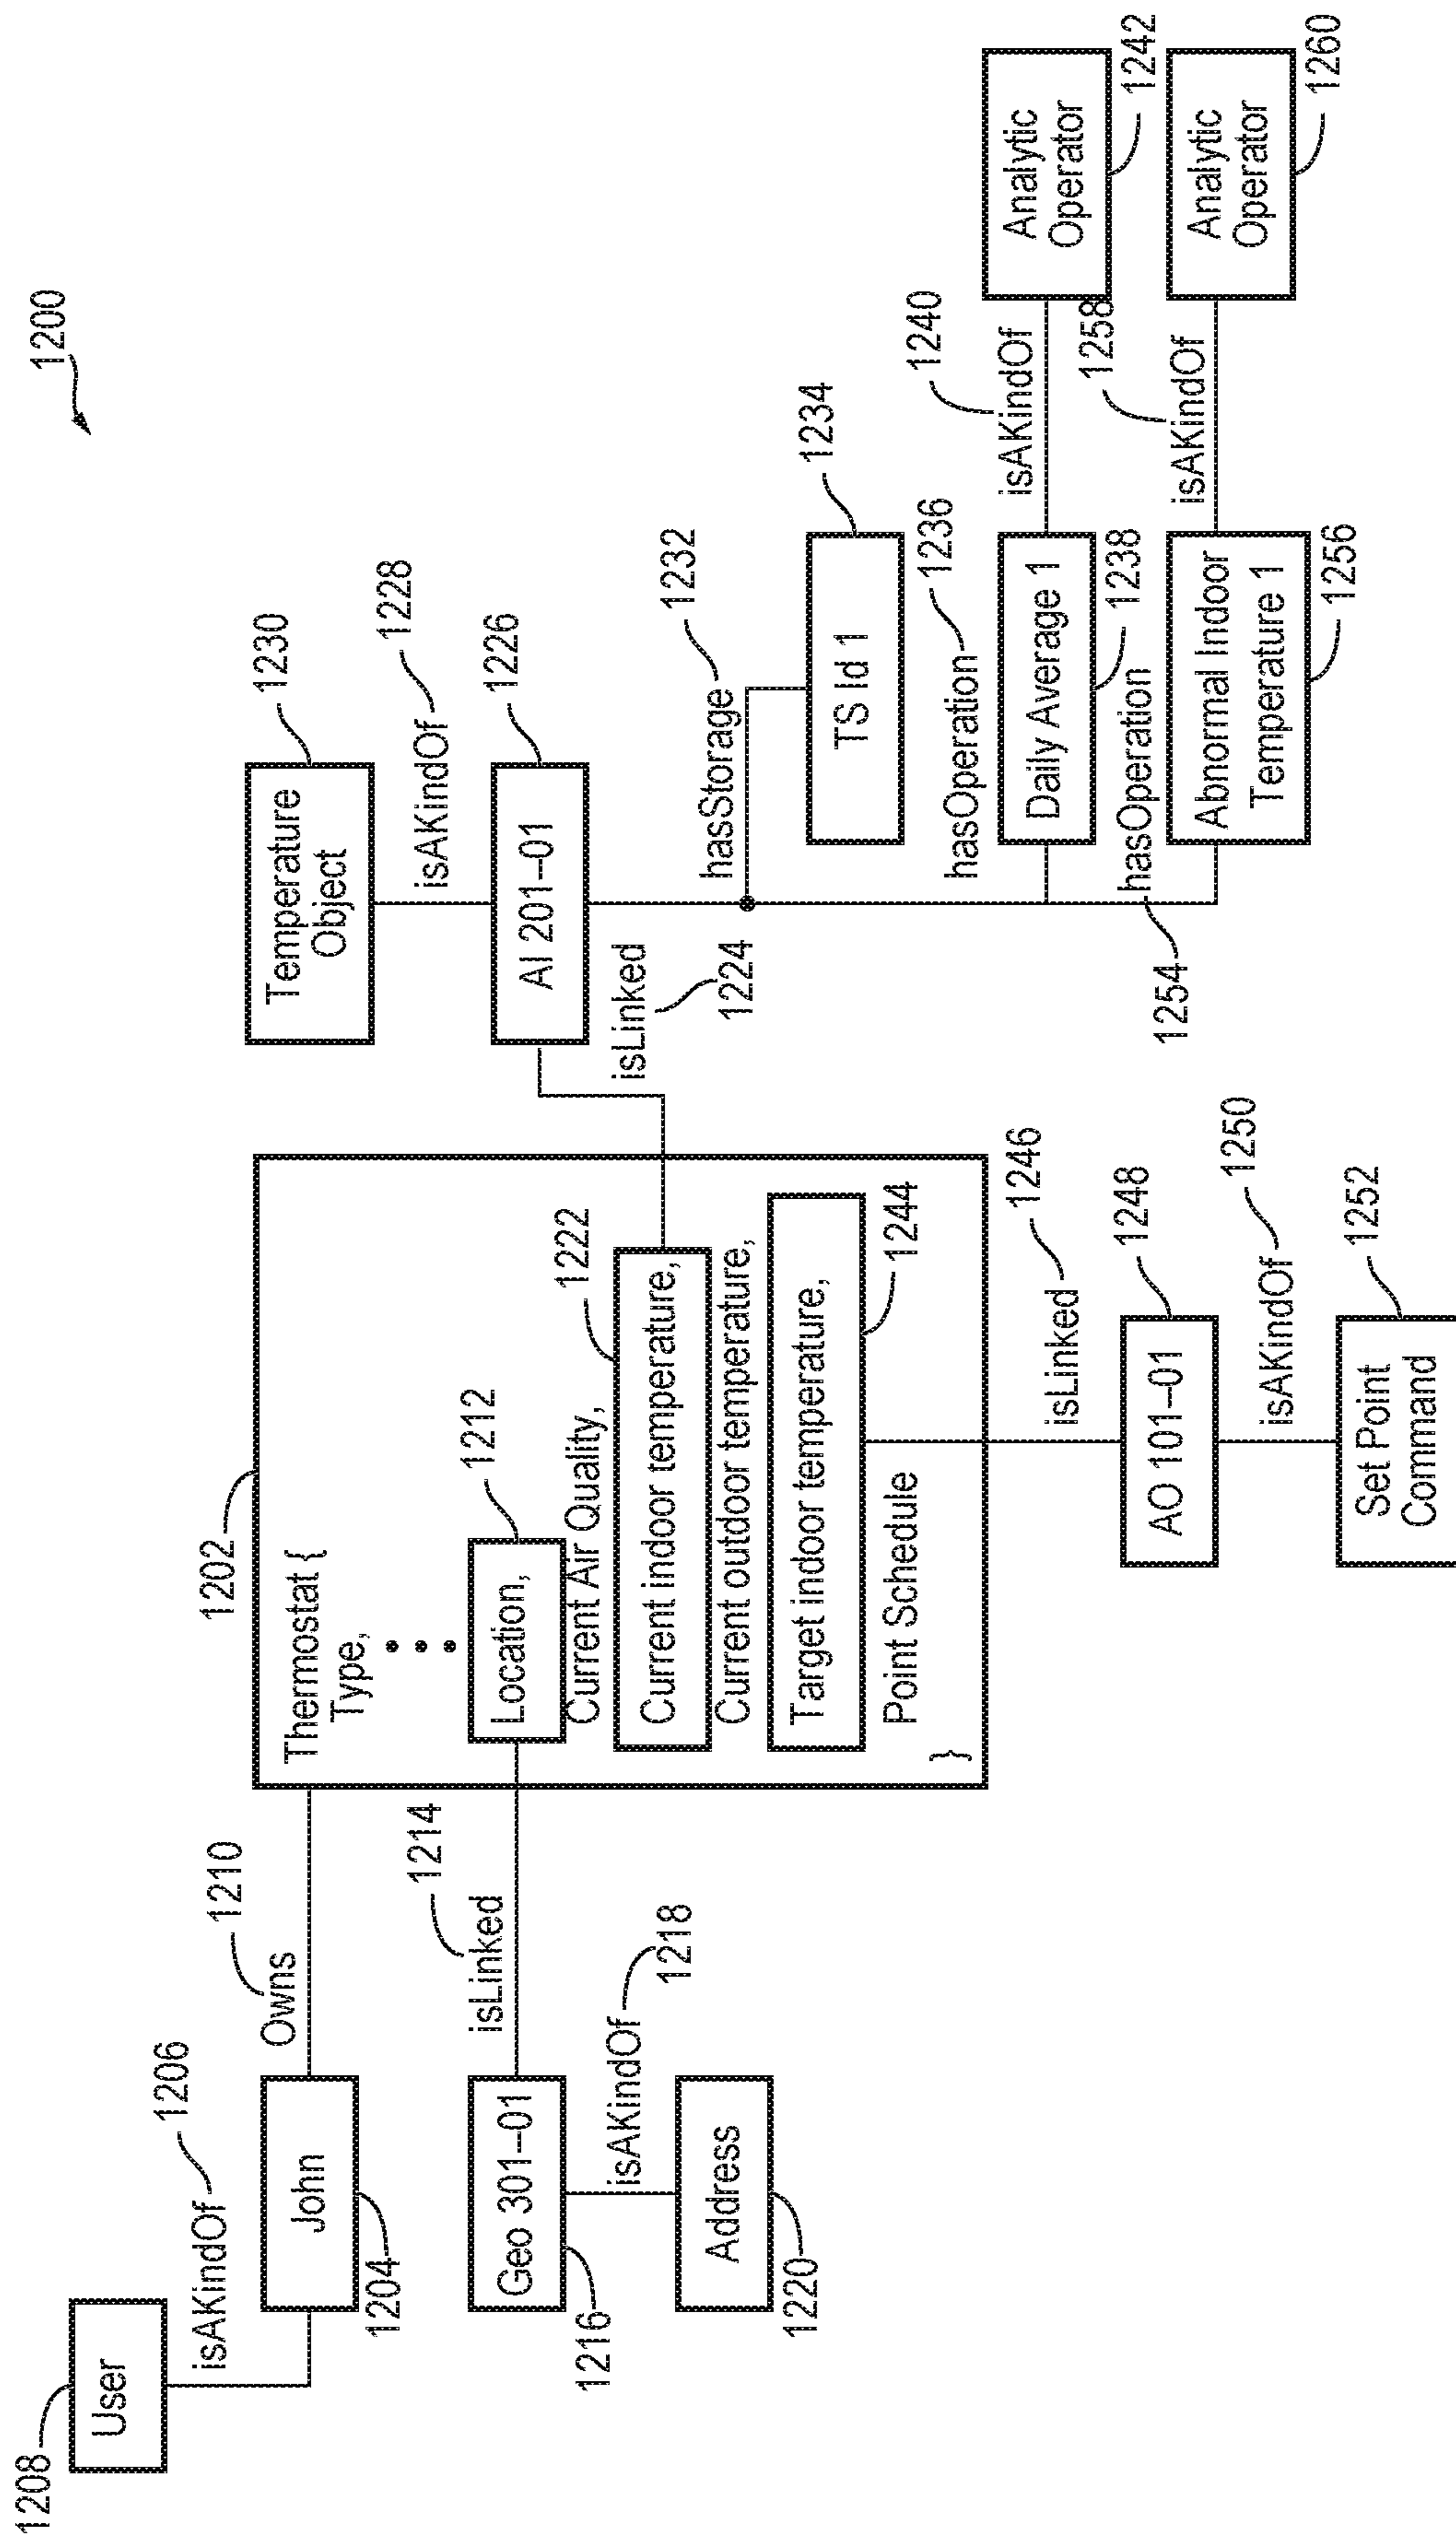 1200
1208
User
isAKindOf
1206
John
1204
Owns
1210
1202
Thermostat {
Type,
Location,
1212
Current Air Quality,
Current indoor temperature,
1222
Current outdoor temperature,
Target indoor temperature,
1244
Point Schedule
}
isLinked
1214
Geo 301–01
1216
isAKindOf
1218
Address
1220
Temperature
Object
1230
isAKindOf
1228
AI 201–01
1226
isLinked
1224
hasStorage
1232
TS Id 1
1234
hasOperation
1236
Daily Average 1
1238
isAKindOf
1240
Analytic
Operator
1242
hasOperation
1254
Abnormal Indoor
Temperature 1
1256
isAKindOf
1258
Analytic
Operator
1260
isLinked
1246
AO 101–01
1248
isAKindOf
1250
Set Point
Command
1252